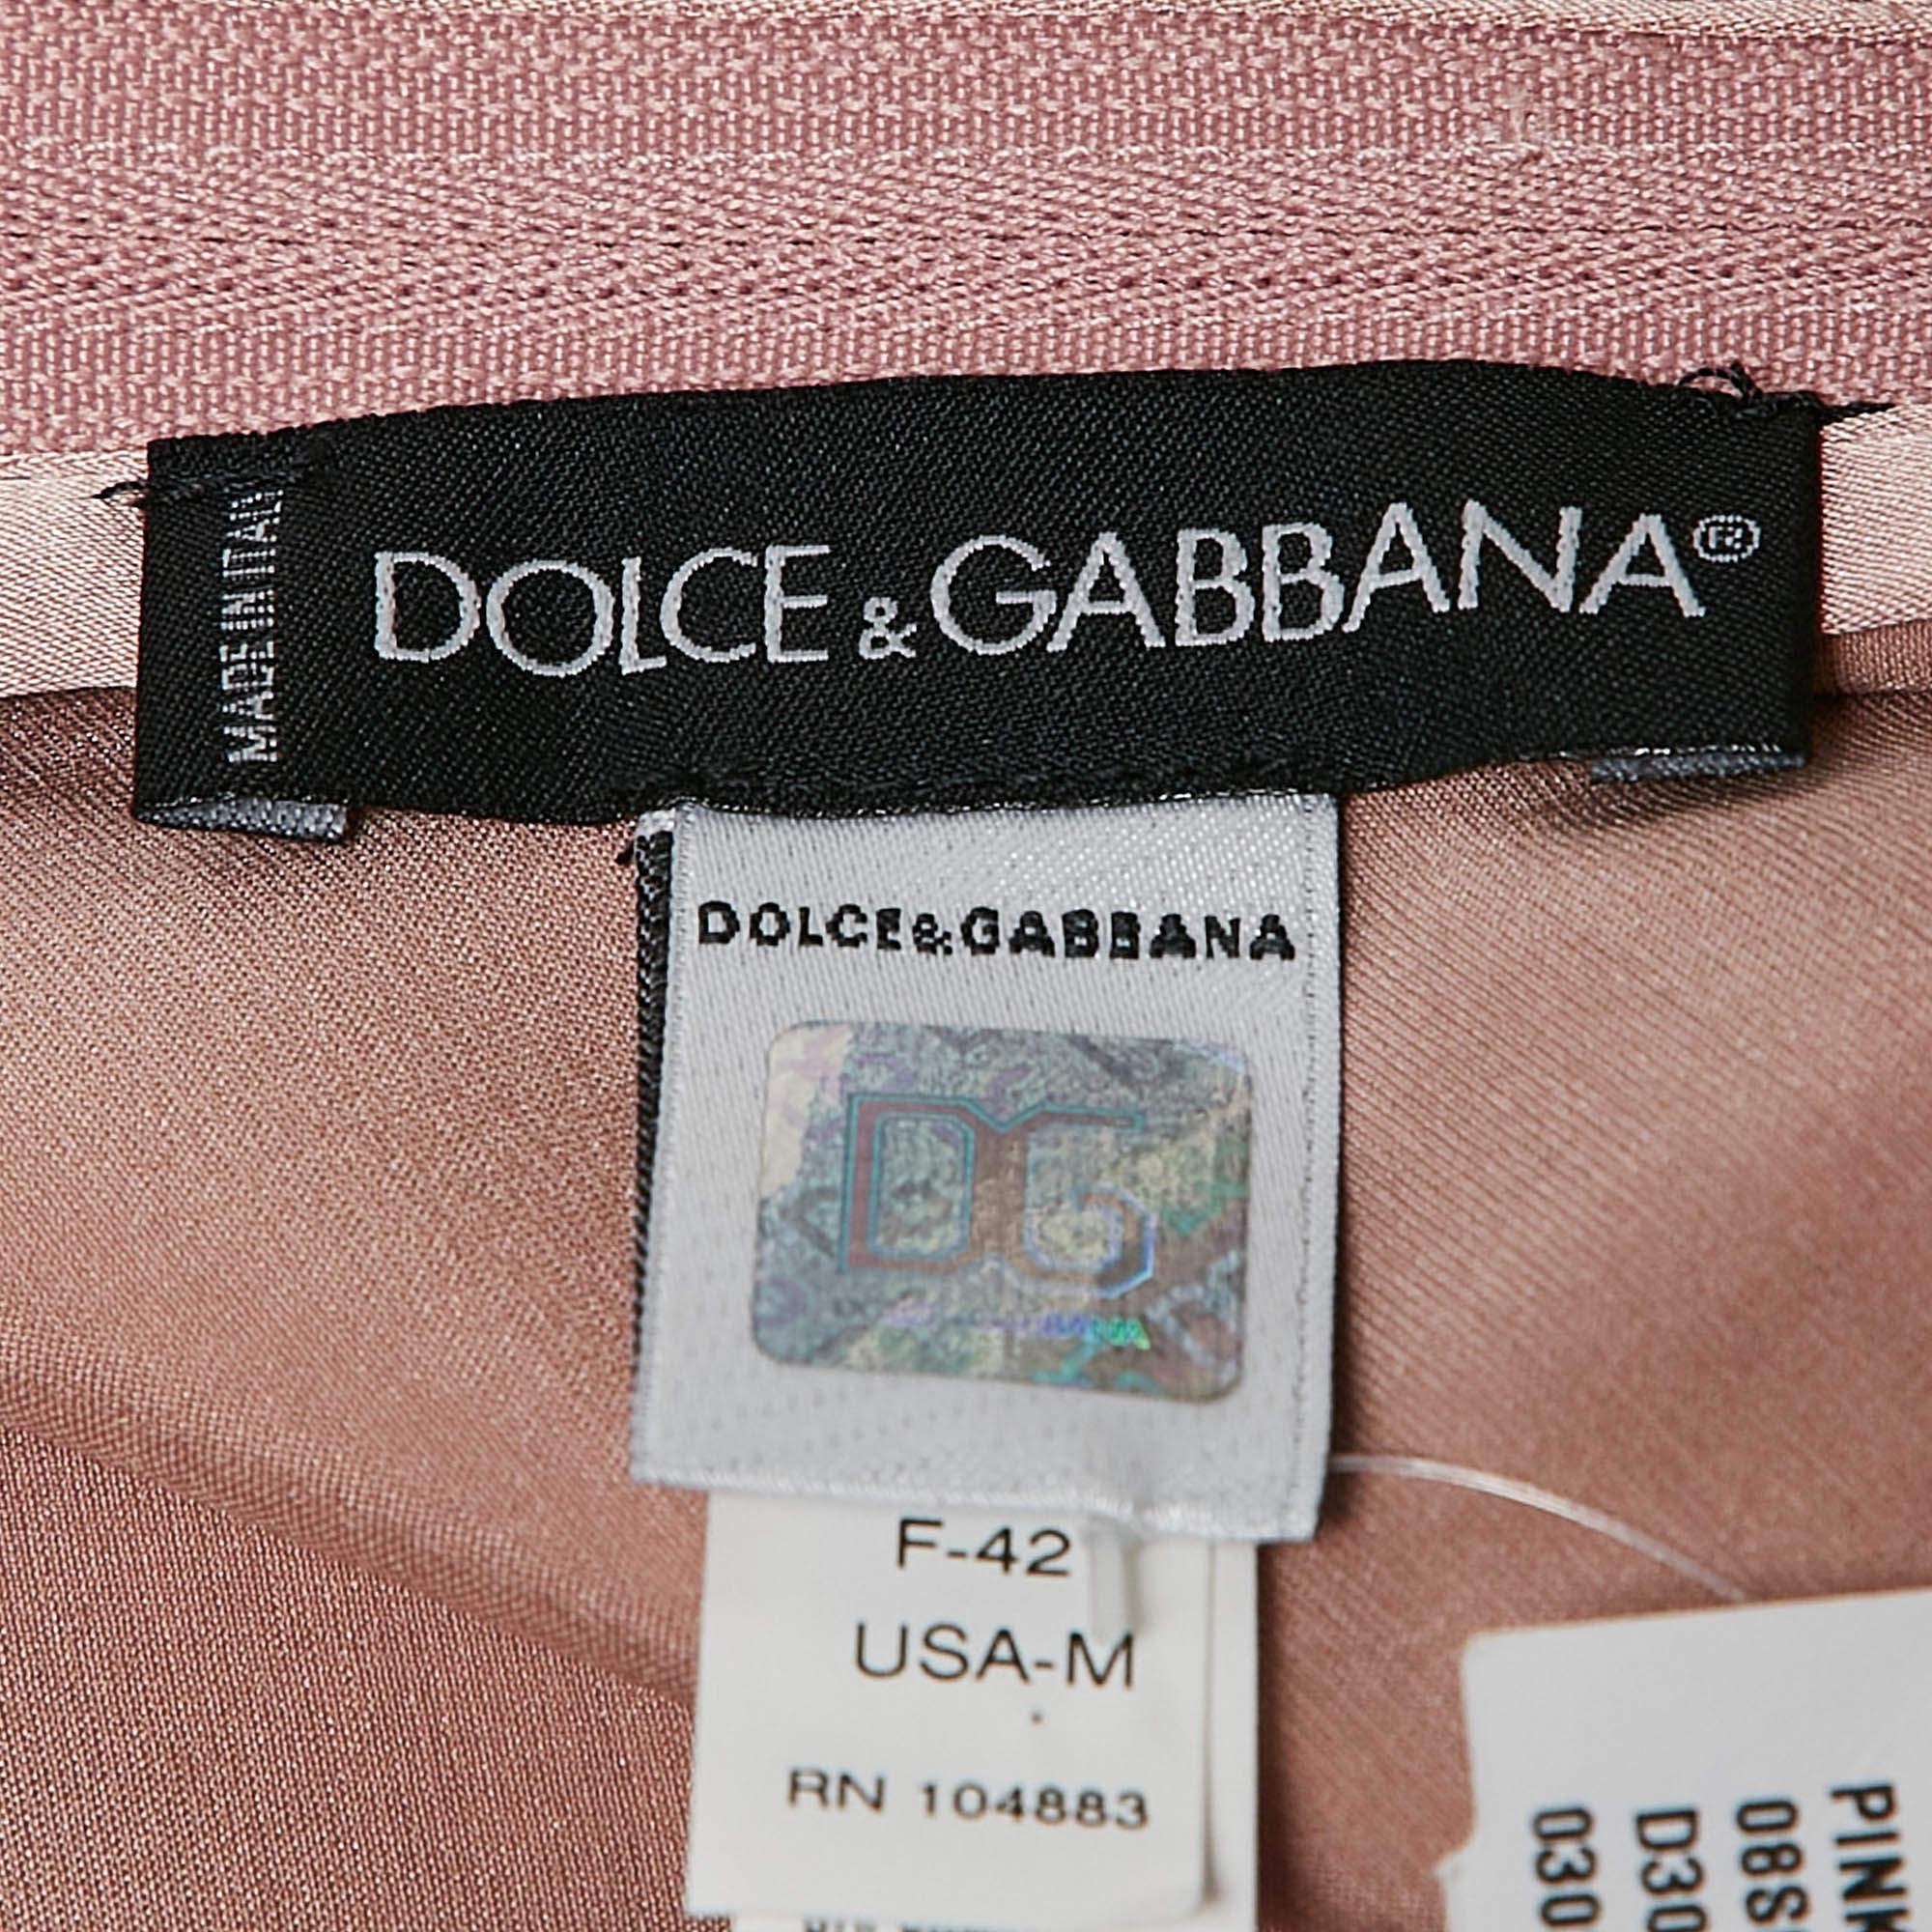 MADE IN ITALY
DOLCE & GABBANA®
DOLCE&GABBANA
DG
F-42
USA-M
RN 104883
PINK
08S
D30
030